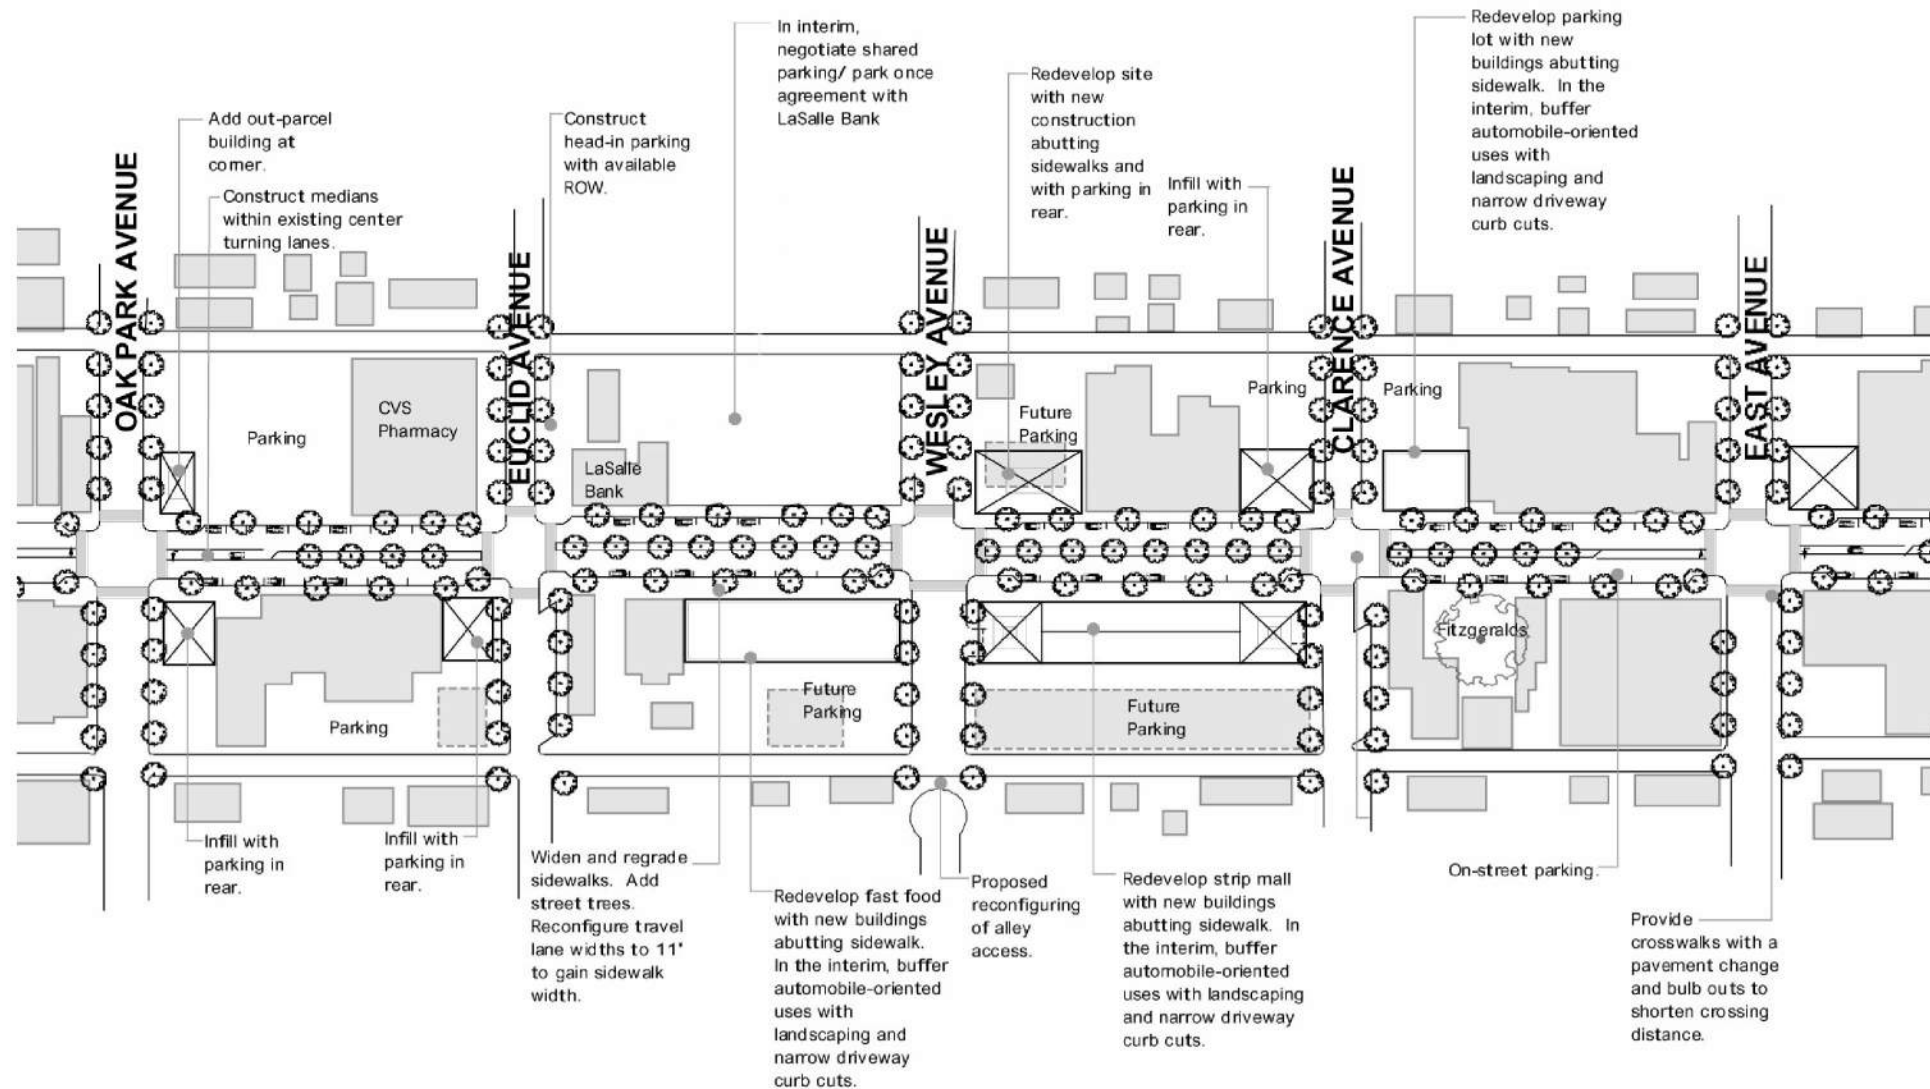 In interim,
negotiate shared
parking/ park once
agreement with
LaSalle Bank
Redevelop parking
lot with new
buildings abutting
sidewalk. In the
interim, buffer
automobile-oriented
uses with
landscaping and
narrow driveway
curb cuts.
Redevelop site
with new
construction
abutting
sidewalks and
with parking in
rear.
Add out-parcel
building at
corner.
Construct
head-in parking
with available
ROW.
Infill with
parking in
rear.
Construct medians
within existing center
turning lanes.
OAK PARK AVENUE
EUCLID AVENUE
WESLEY AVENUE
CLARENCE AVENUE
EAST AVENUE
Parking
CVS
Pharmacy
LaSalle
Bank
Future
Parking
Parking
Parking
Fitzgeralds
Parking
Future
Parking
Future
Parking
Infill with
parking in
rear.
Infill with
parking in
rear.
Widen and regrade
sidewalks. Add
street trees.
Reconfigure travel
lane widths to 11'
to gain sidewalk
width.
Redevelop fast food
with new buildings
abutting sidewalk.
In the interim, buffer
automobile-oriented
uses with
landscaping and
narrow driveway
curb cuts.
Proposed
reconfiguring
of alley
access.
Redevelop strip mall
with new buildings
abutting sidewalk. In
the interim, buffer
automobile-oriented
uses with landscaping
and narrow driveway
curb cuts.
On-street parking.
Provide
crosswalks with a
pavement change
and bulb outs to
shorten crossing
distance.